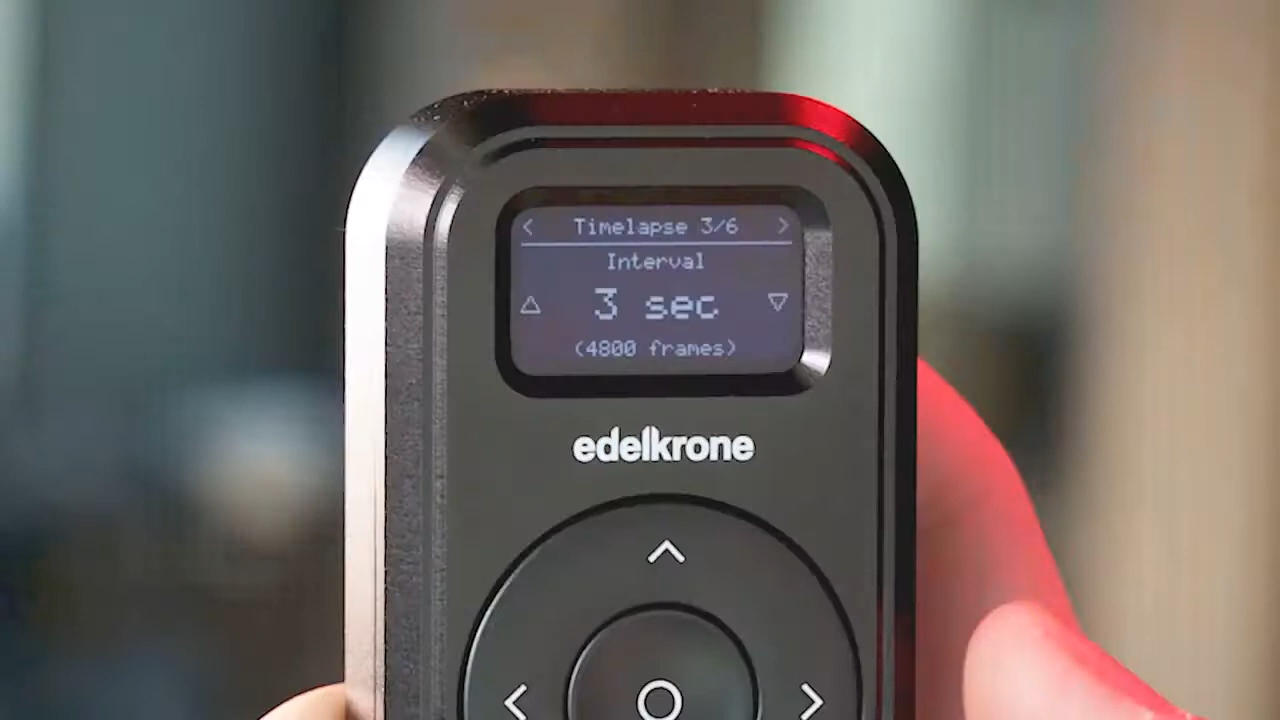 < Timelapse 3/6 >
Interval
3 sec
(4800 frames)
edelkrone